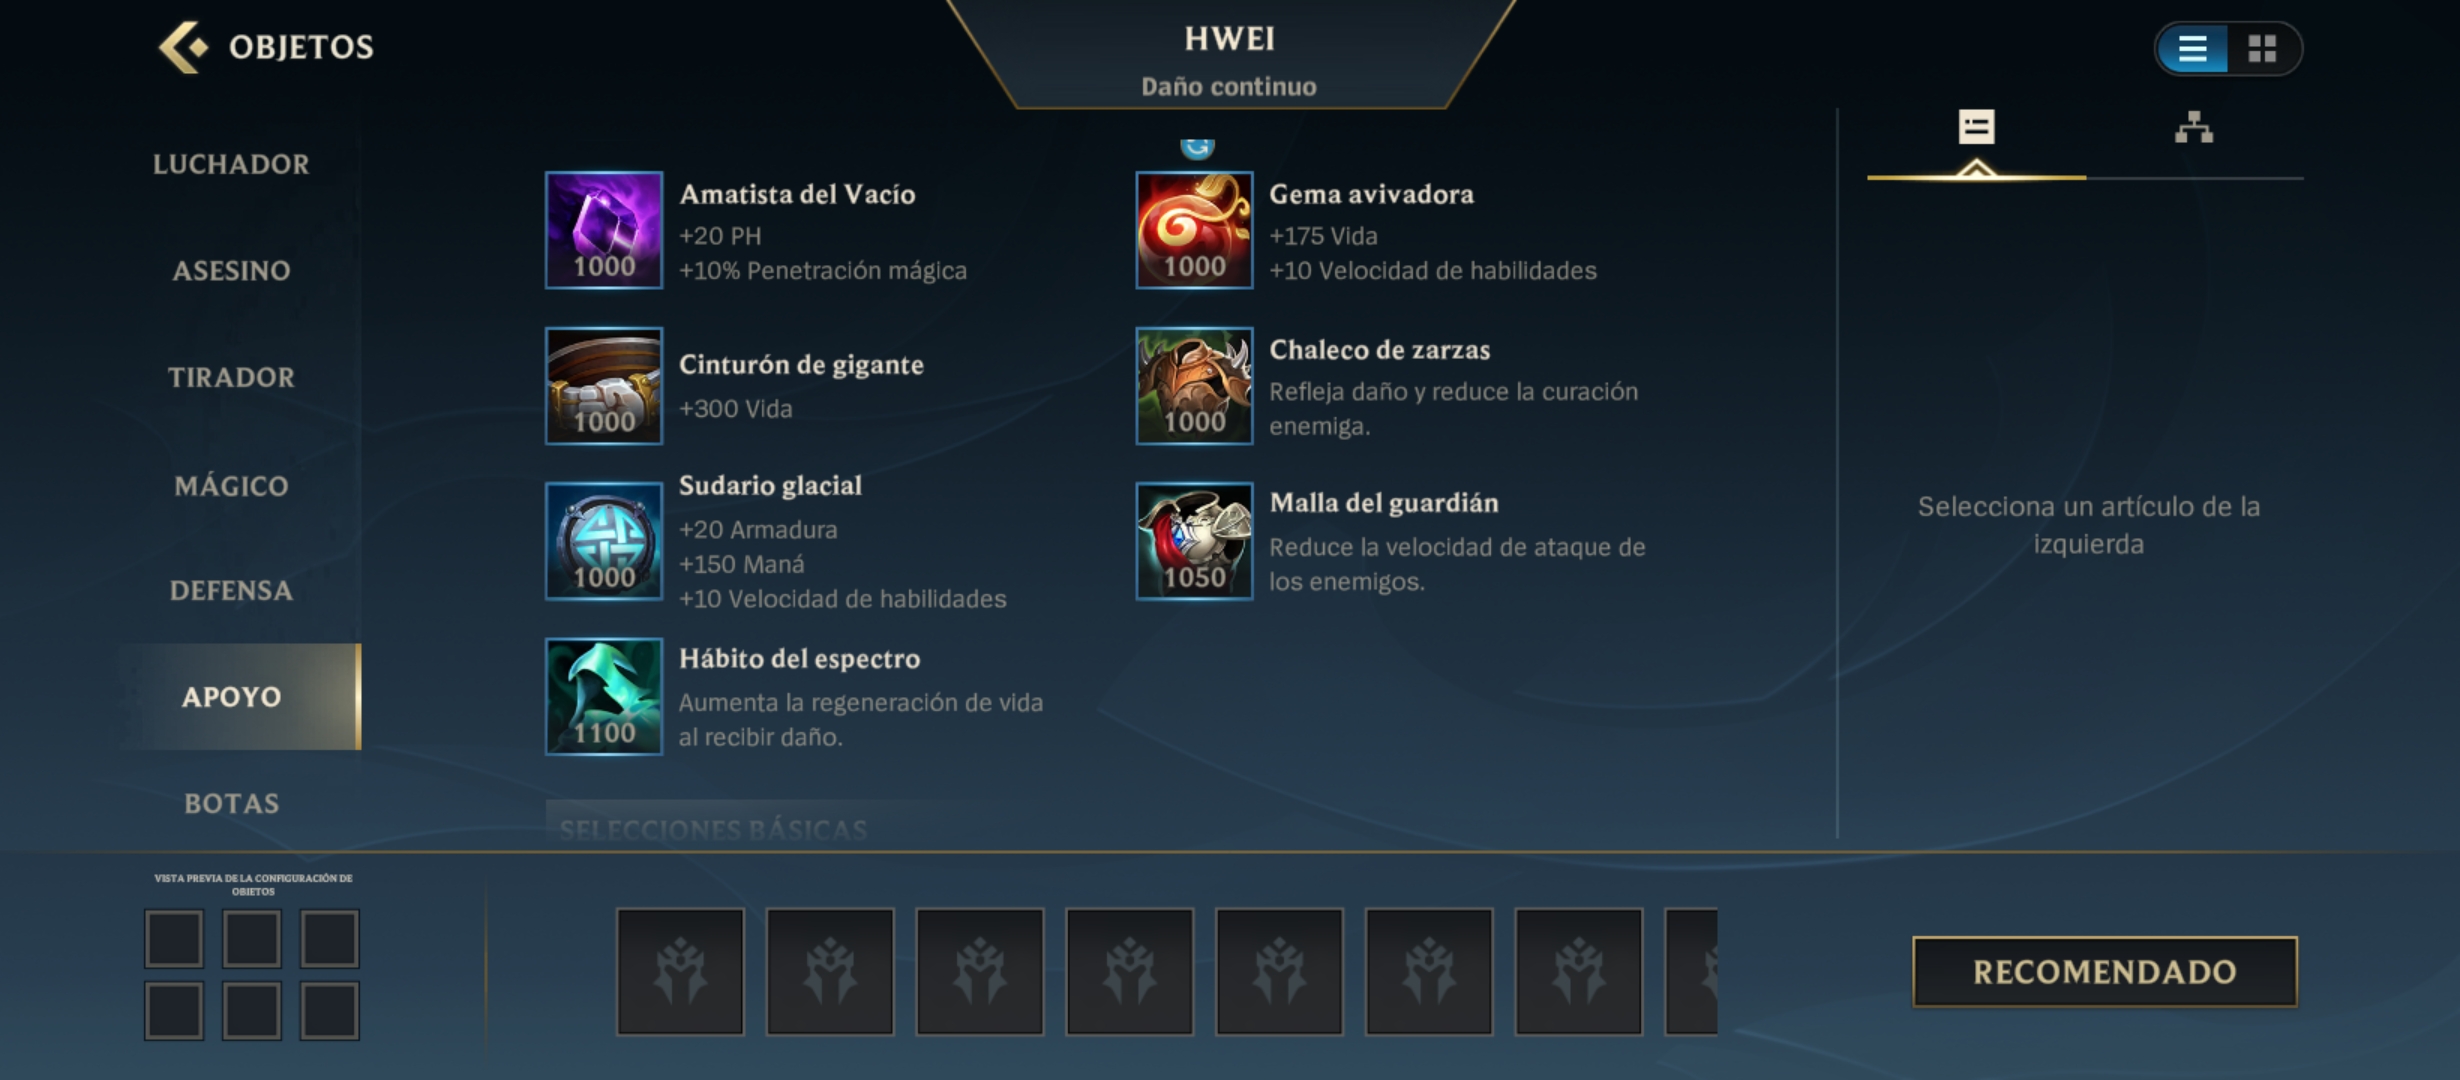 OBJETOS
HWEI
Daño continuo
LUCHADOR
ASESINO
TIRADOR
MÁGICO
DEFENSA
APOYO
BOTAS
Amatista del Vacío
+20 PH
+10% Penetración mágica
1000
Gema avivadora
+175 Vida
+10 Velocidad de habilidades
1000
Cinturón de gigante
+300 Vida
1000
Chaleco de zarzas
Refleja daño y reduce la curación
enemiga.
1000
Sudario glacial
+20 Armadura
+150 Maná
+10 Velocidad de habilidades
1000
Malla del guardián
Reduce la velocidad de ataque de
los enemigos.
1050
Hábito del espectro
Aumenta la regeneración de vida
al recibir daño.
1100
SELECCIONES BÁSICAS
Selecciona un artículo de la
izquierda
VISTA PREVIA DE LA CONFIGURACIÓN DE
OBJETOS
RECOMENDADO